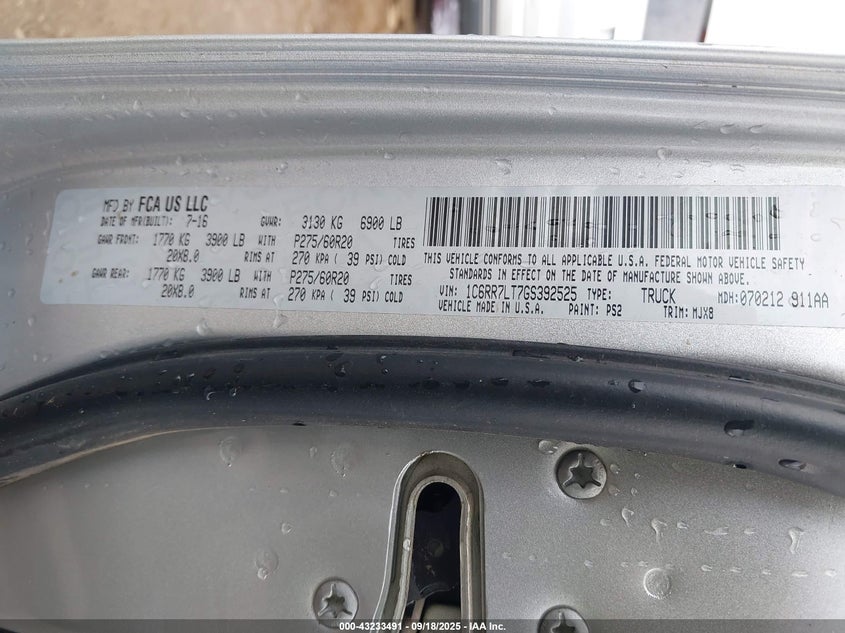 MFD BY FCA US LLC
DATE OF MFR(BUILT): 7-16 GVWR: 3130 KG 6900 LB
GAWR FRONT: 1770 KG 3900 LB WITH P275/60R20 TIRES
20X8.0 RIMS AT 270 KPA ( 39 PSI) COLD
GAWR REAR: 1770 KG 3900 LB WITH P275/60R20 TIRES
20X8.0 RIMS AT 270 KPA ( 39 PSI) COLD
THIS VEHICLE CONFORMS TO ALL APPLICABLE U.S.A. FEDERAL MOTOR VEHICLE SAFETY
STANDARDS IN EFFECT ON THE DATE OF MANUFACTURE SHOWN ABOVE.
VIN: 1C6RR7LT7GS392525 TYPE: TRUCK MDH: 070212 911AA
VEHICLE MADE IN U.S.A. PAINT: PS2 TRIM: MJX8
000-43233491 - 09/18/2025 - IAA Inc.